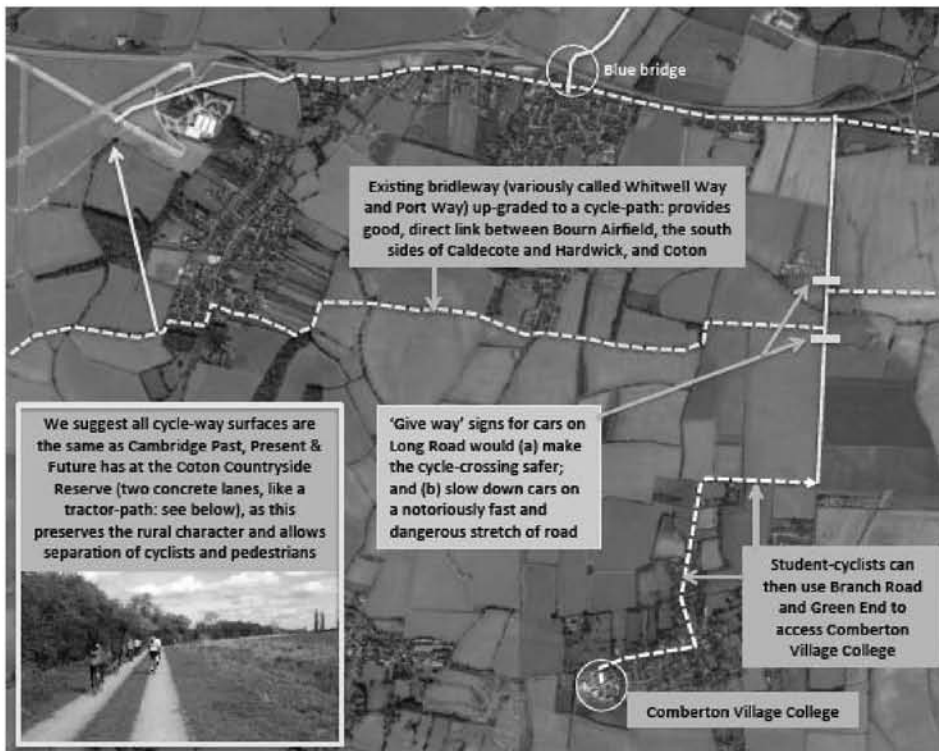 Blue bridge
Existing bridleway (variously called Whitwell Way
and Port Way) up-graded to a cycle-path: provides
good, direct link between Bourn Airfield, the south
sides of Caldecote and Hardwick, and Coton
We suggest all cycle-way surfaces are
the same as Cambridge Past, Present &
Future has at the Coton Countryside
Reserve (two concrete lanes, like a
tractor-path: see below), as this
preserves the rural character and allows
separation of cyclists and pedestrians
‘Give way’ signs for cars on
Long Road would (a) make
the cycle-crossing safer;
and (b) slow down cars on
a notoriously fast and
dangerous stretch of road
Student-cyclists can
then use Branch Road
and Green End to
access Comberton
Village College
Comberton Village College